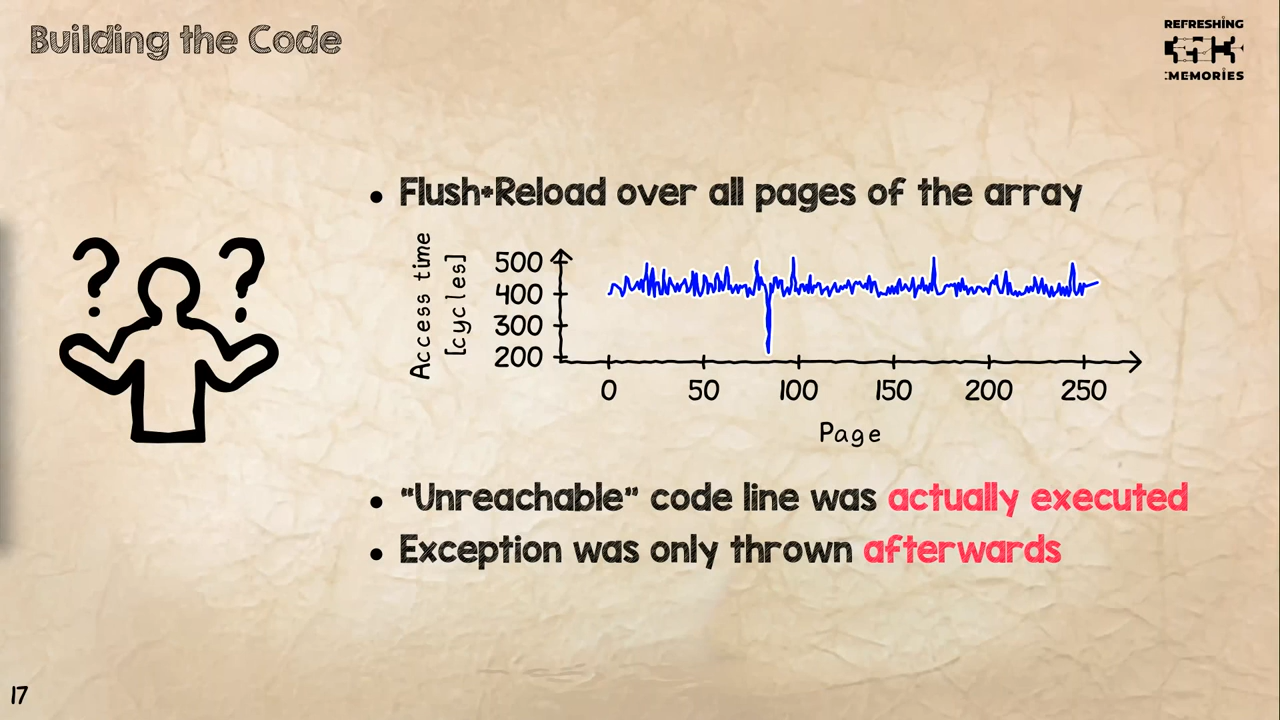 Building the Code
REFRESHING
MEMORIES
• Flush+Reload over all pages of the array
Access time
[cycles]
500
400
300
200
0 50 100 150 200 250
Page
• “Unreachable” code line was actually executed
• Exception was only thrown afterwards
? ?
17